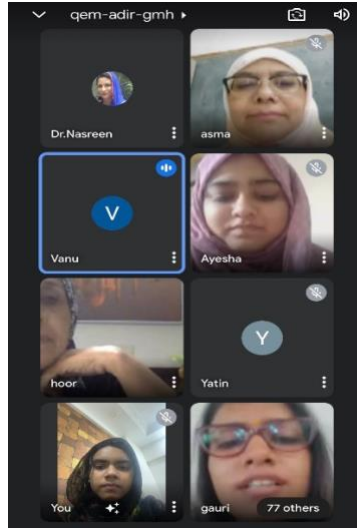 qem-adir-gmh
Dr.Nasreen
asma
V
Vanu
Ayesha
hoor
Y
Yatin
You
gauri
77 others